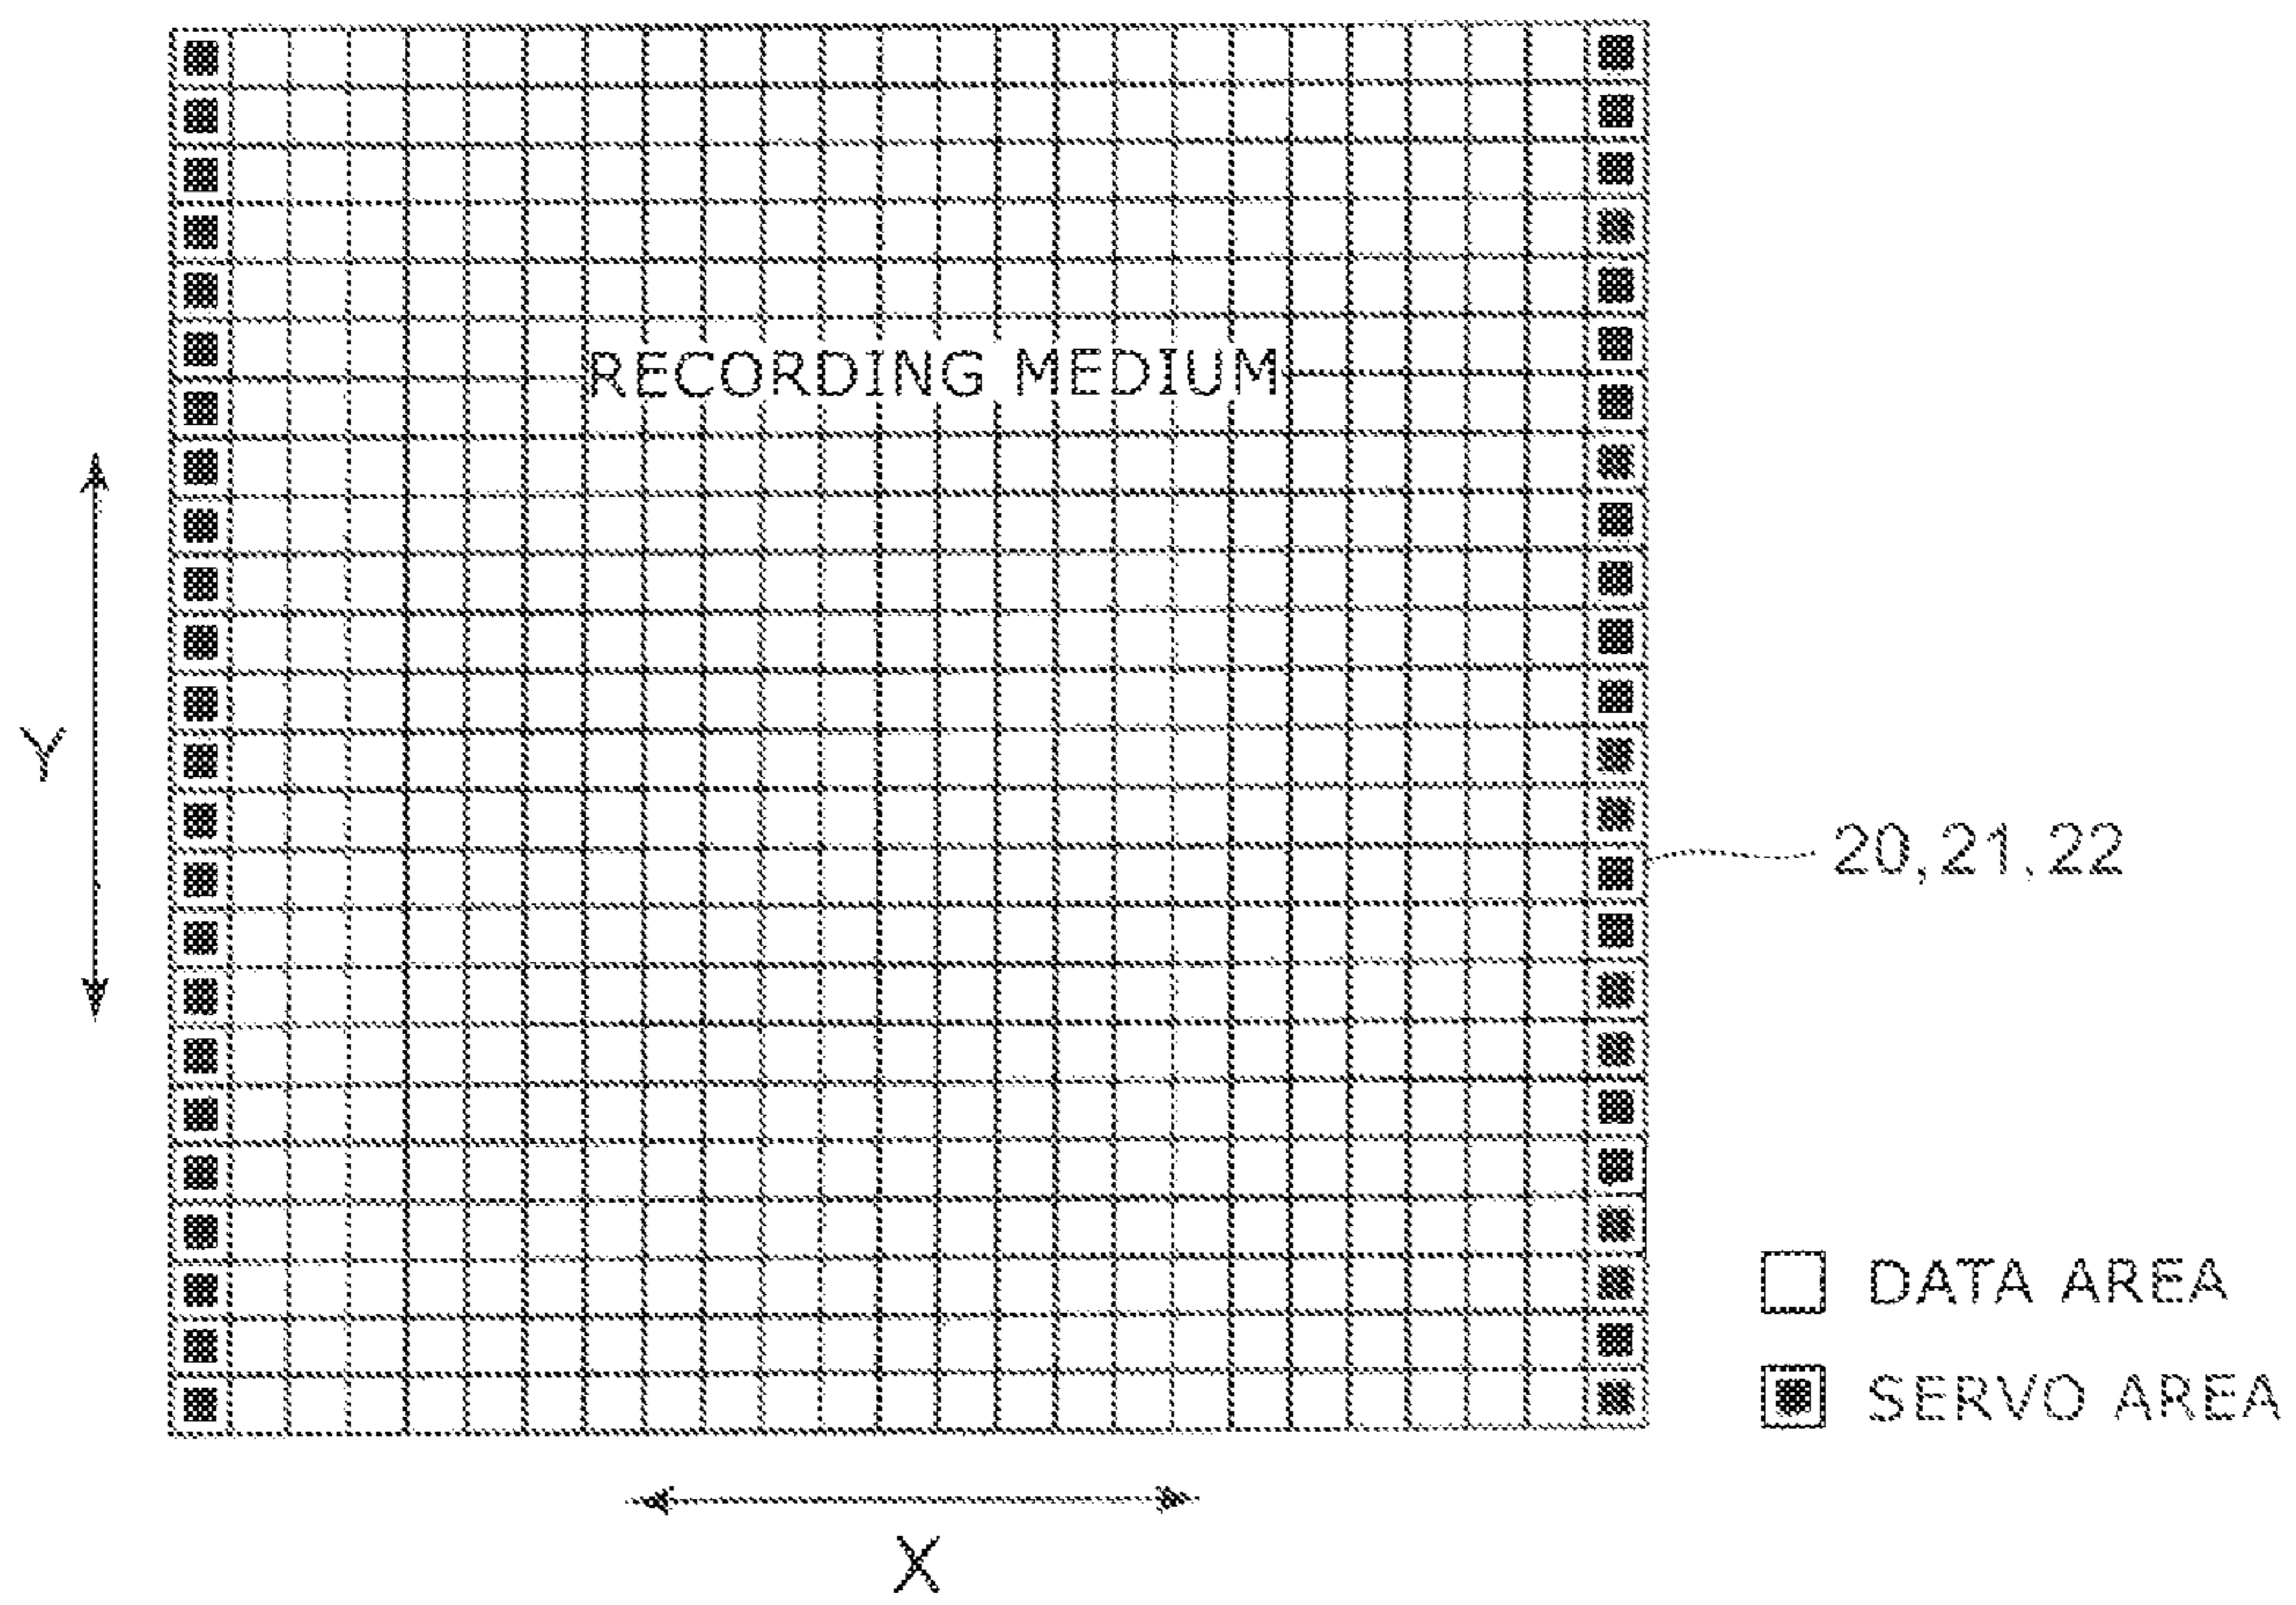 RECORDING MEDIUM
Y
20,21,22
DATA AREA
SERVO AREA
X